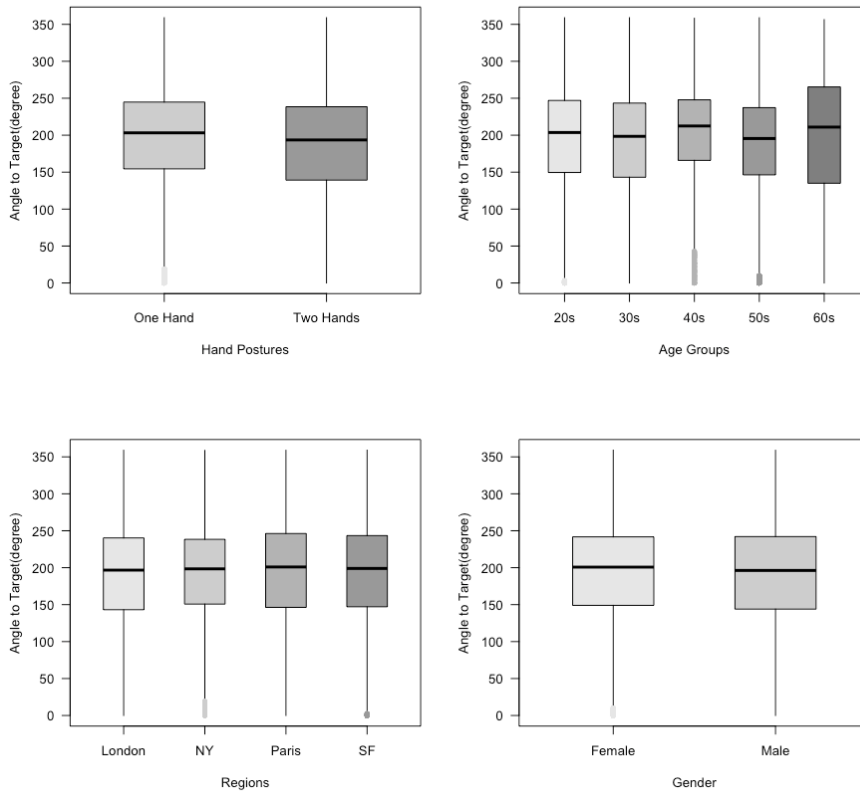 350
300
250
200
150
100
50
0
Angle to Target(degree)
One Hand Two Hands
Hand Postures
350
300
250
200
150
100
50
0
Angle to Target(degree)
20s 30s 40s 50s 60s
Age Groups
350
300
250
200
150
100
50
0
Angle to Target(degree)
London NY Paris SF
Regions
350
300
250
200
150
100
50
0
Angle to Target(degree)
Female Male
Gender